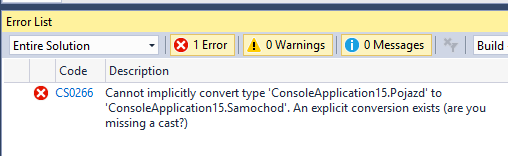 Error List
Entire Solution 1 Error 0 Warnings 0 Messages Build
Code Description
CS0266 Cannot implicitly convert type 'ConsoleApplication15.Pojazd' to
'ConsoleApplication15.Samochod'. An explicit conversion exists (are you
missing a cast?)